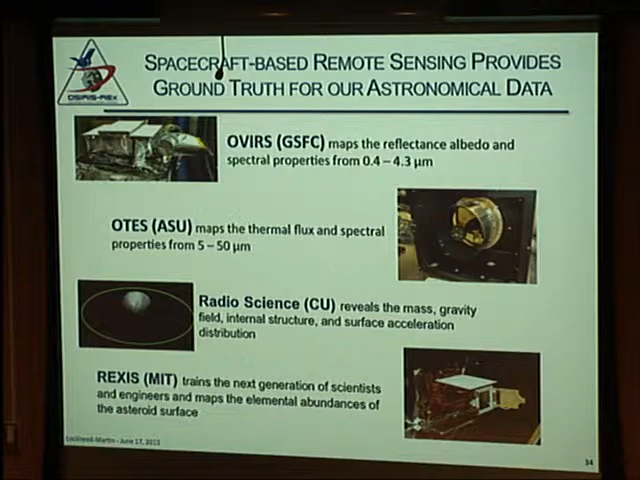 SPACECRAFT-BASED REMOTE SENSING PROVIDES
GROUND TRUTH FOR OUR ASTRONOMICAL DATA
OSIRIS-REx
OVIRS (GSFC) maps the reflectance albedo and
spectral properties from 0.4 – 4.3 μm
OTES (ASU) maps the thermal flux and spectral
properties from 5 – 50 μm
Radio Science (CU) reveals the mass, gravity
field, internal structure, and surface acceleration
distribution
REXIS (MIT) trains the next generation of scientists
and engineers and maps the elemental abundances of
the asteroid surface
Lockheed-Martin - June 17, 2013
34